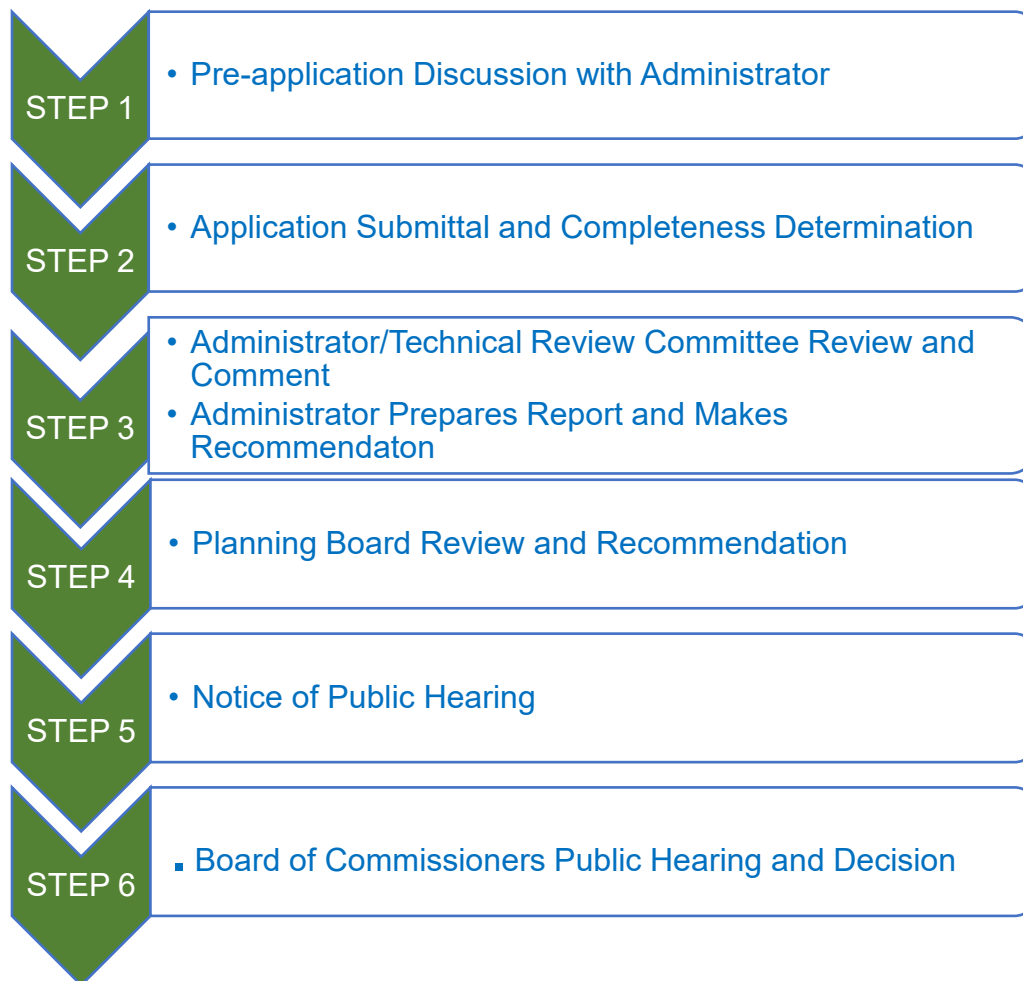 STEP 1
• Pre-application Discussion with Administrator
STEP 2
• Application Submittal and Completeness Determination
STEP 3
• Administrator/Technical Review Committee Review and
Comment
• Administrator Prepares Report and Makes
Recommendaton
STEP 4
• Planning Board Review and Recommendation
STEP 5
• Notice of Public Hearing
STEP 6
▪ Board of Commissioners Public Hearing and Decision